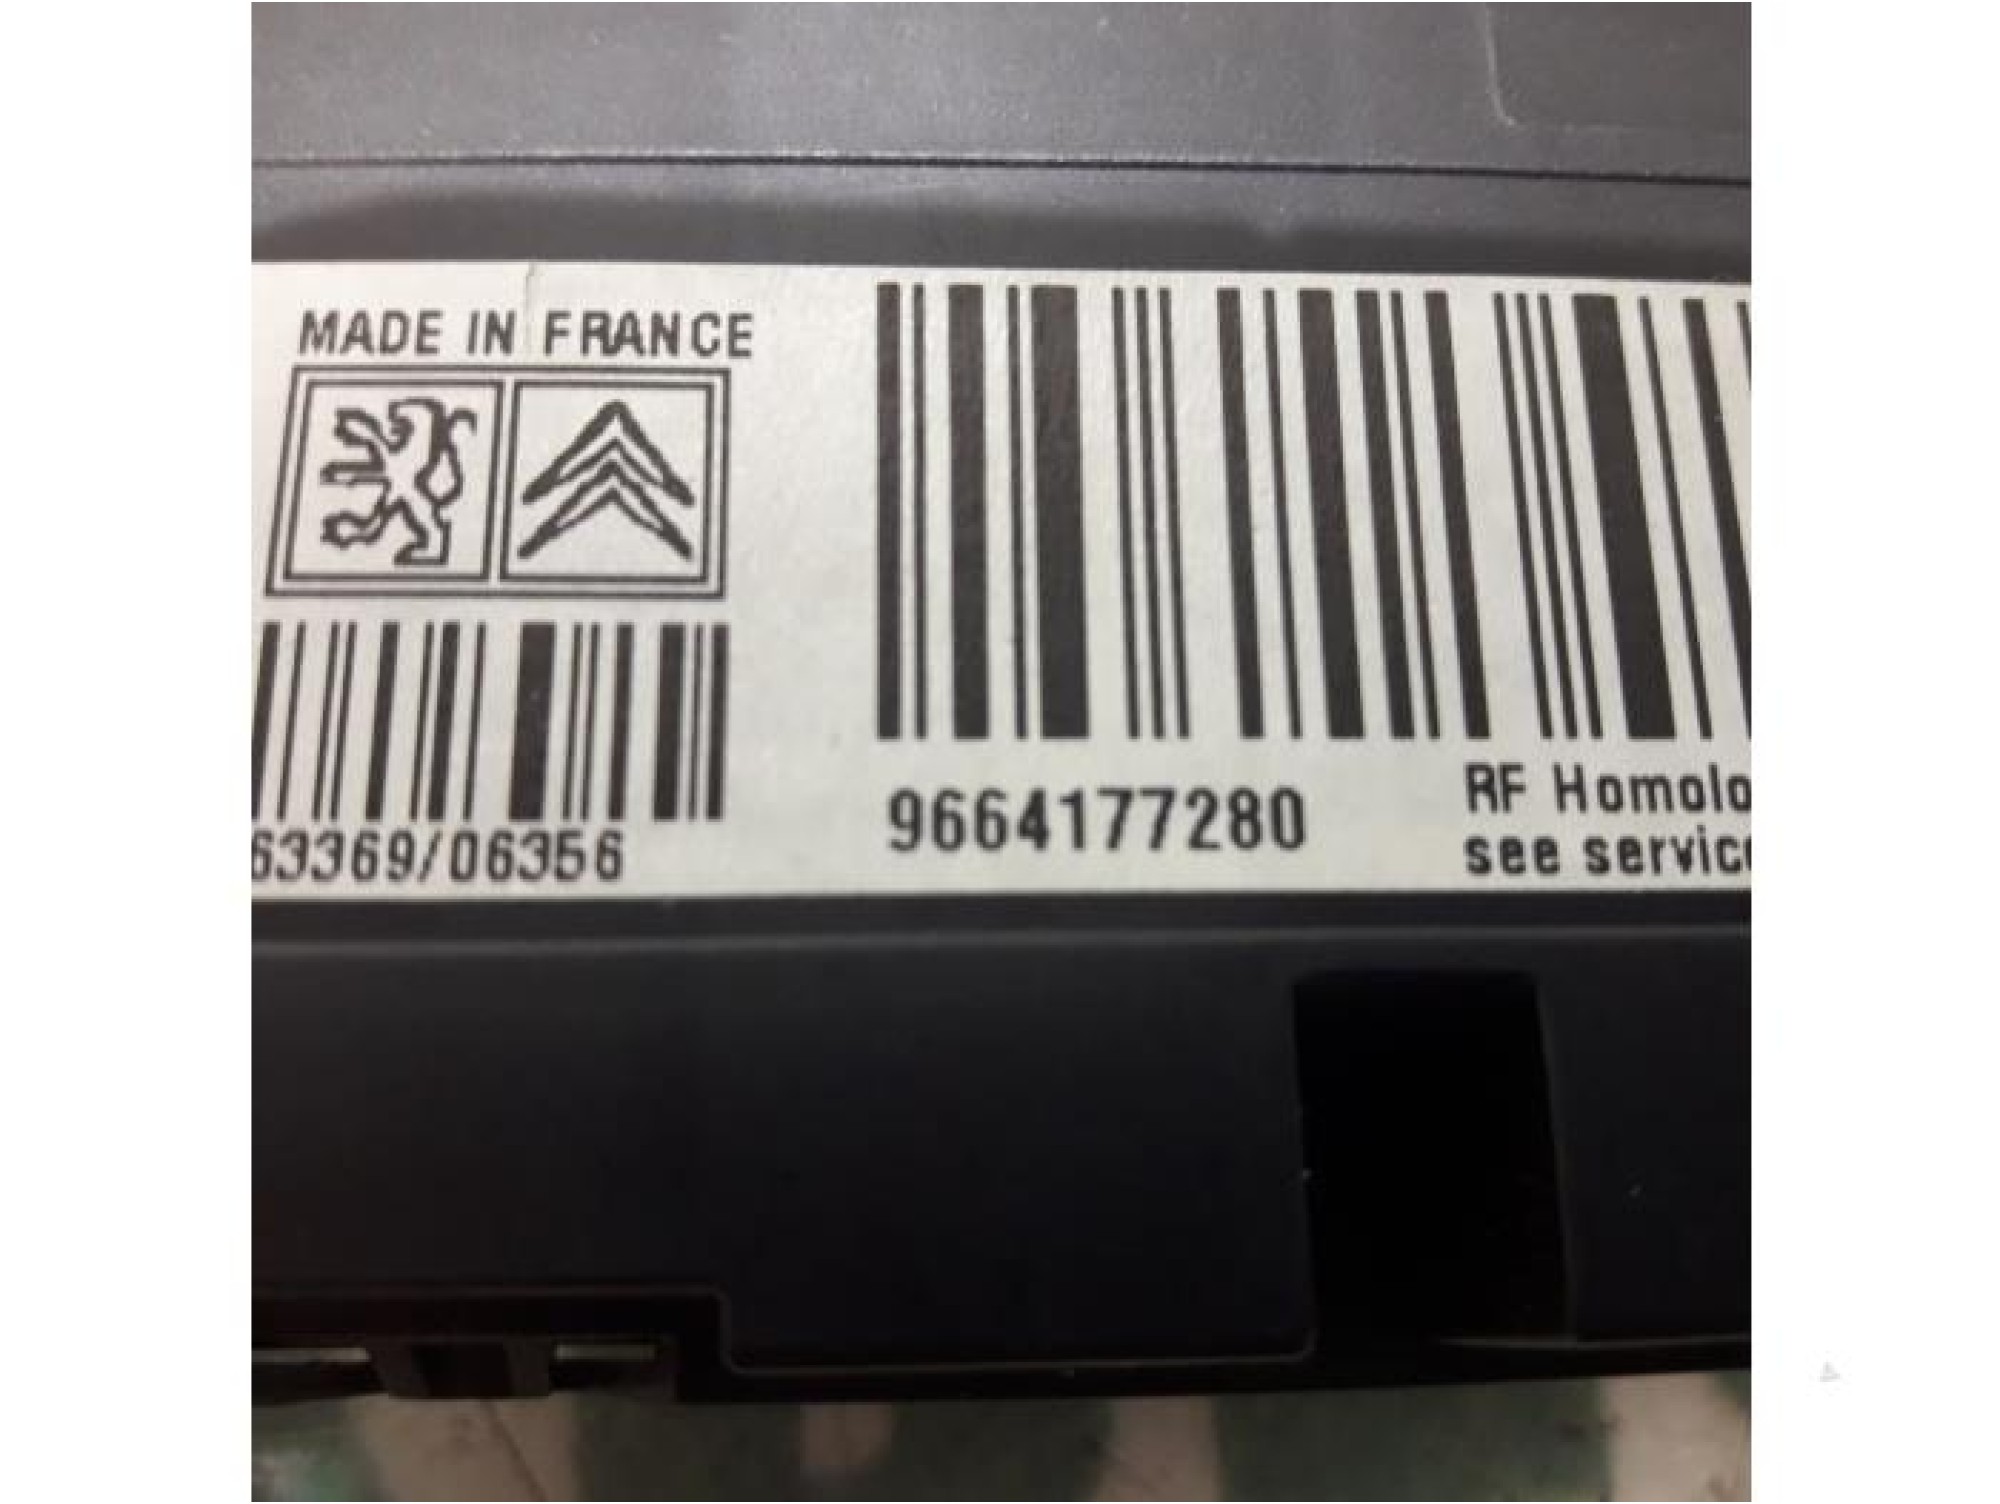 MADE IN FRANCE
63369/06356
9664177280
RF Homolo
see servic